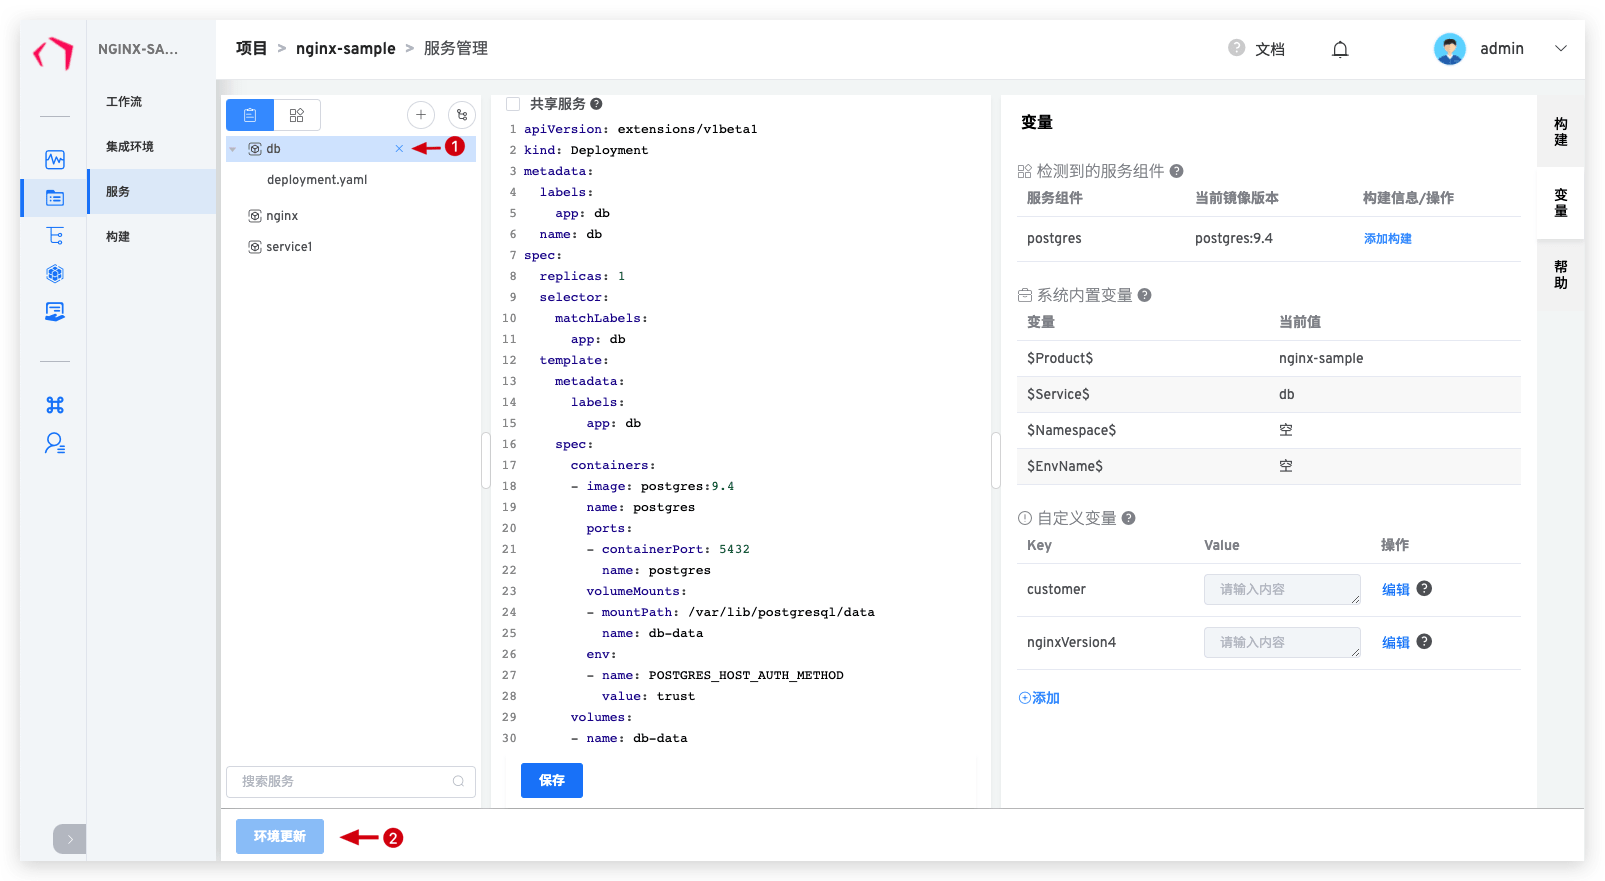 NGINX-SA...
工作流
集成环境
服务
构建
项目 > nginx-sample > 服务管理
文档
admin
db
1
deployment.yaml
nginx
service1
搜索服务
共享服务
1 apiVersion: extensions/v1beta1
2 kind: Deployment
3 metadata:
4   labels:
5     app: db
6   name: db
7 spec:
8   replicas: 1
9   selector:
10     matchLabels:
11       app: db
12   template:
13     metadata:
14       labels:
15         app: db
16     spec:
17       containers:
18       - image: postgres:9.4
19         name: postgres
20         ports:
21         - containerPort: 5432
22           name: postgres
23         volumeMounts:
24         - mountPath: /var/lib/postgresql/data
25           name: db-data
26         env:
27         - name: POSTGRES_HOST_AUTH_METHOD
28           value: trust
29       volumes:
30       - name: db-data
保存
变量
检测到的服务组件
服务组件 当前镜像版本 构建信息/操作
postgres postgres:9.4 添加构建
系统内置变量
变量 当前值
$Product$ nginx-sample
$Service$ db
$Namespace$ 空
$EnvName$ 空
自定义变量
Key Value 操作
customer 请输入内容 编辑
nginxVersion4 请输入内容 编辑
添加
构建
变量
帮助
环境更新
2